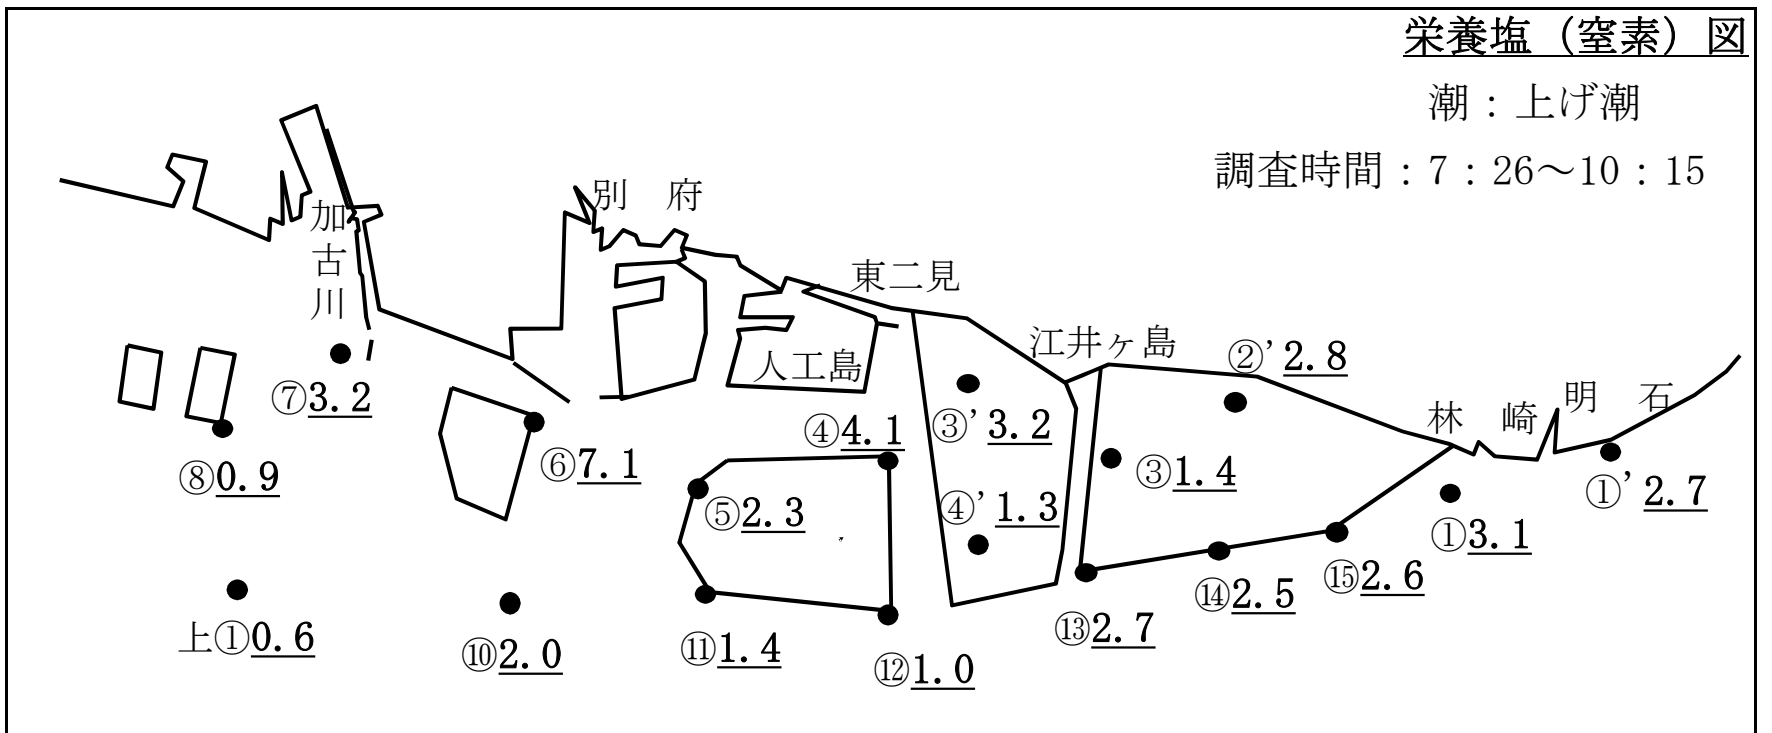 栄養塩（窒素）図
潮：上げ潮
調査時間：7：26～10：15
別 府
加古川
東二見
江井ヶ島
②’2.8
人工島
林 崎
明 石
⑦3.2
③’3.2
④4.1
⑧0.9
⑥7.1
③1.4
①’2.7
⑤2.3
④’1.3
①3.1
⑮2.6
⑭2.5
⑬2.7
上①0.6
⑩2.0
⑪1.4
⑫1.0